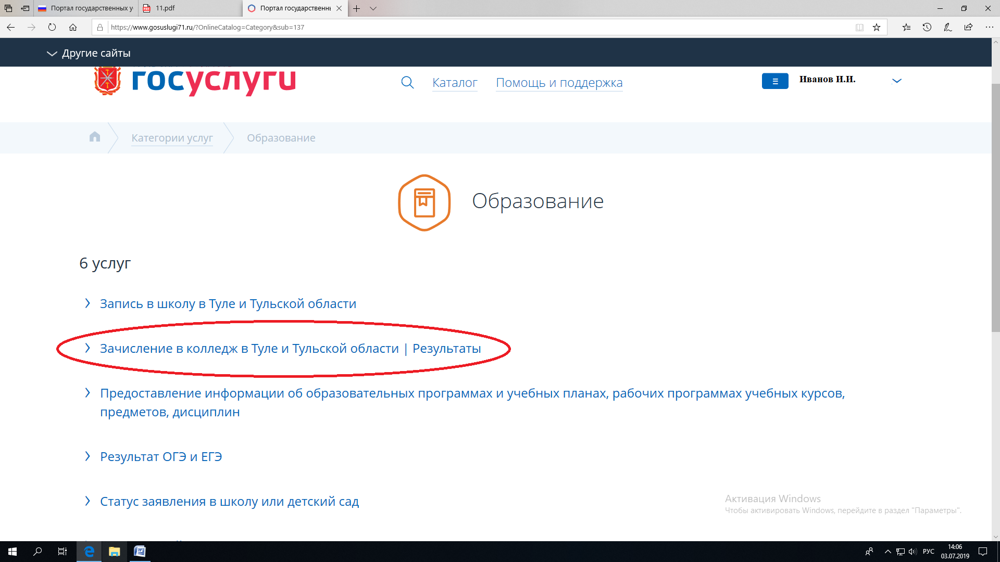 Портал государственных у
11.pdf
Портал государственны
https://www.gosuslugi71.ru/?OnlineCatalog=Category&sub=137
Другие сайты
госуслуги
Каталог
Помощь и поддержка
Иванов И.И.
Категории услуг
Образование
Образование
6 услуг
Запись в школу в Туле и Тульской области
Зачисление в колледж в Туле и Тульской области | Результаты
Предоставление информации об образовательных программах и учебных планах, рабочих программах учебных курсов,
предметов, дисциплин
Результат ОГЭ и ЕГЭ
Статус заявления в школу или детский сад
Активация Windows
Чтобы активировать Windows, перейдите в раздел "Параметры".
РУС
14:06
03.07.2019